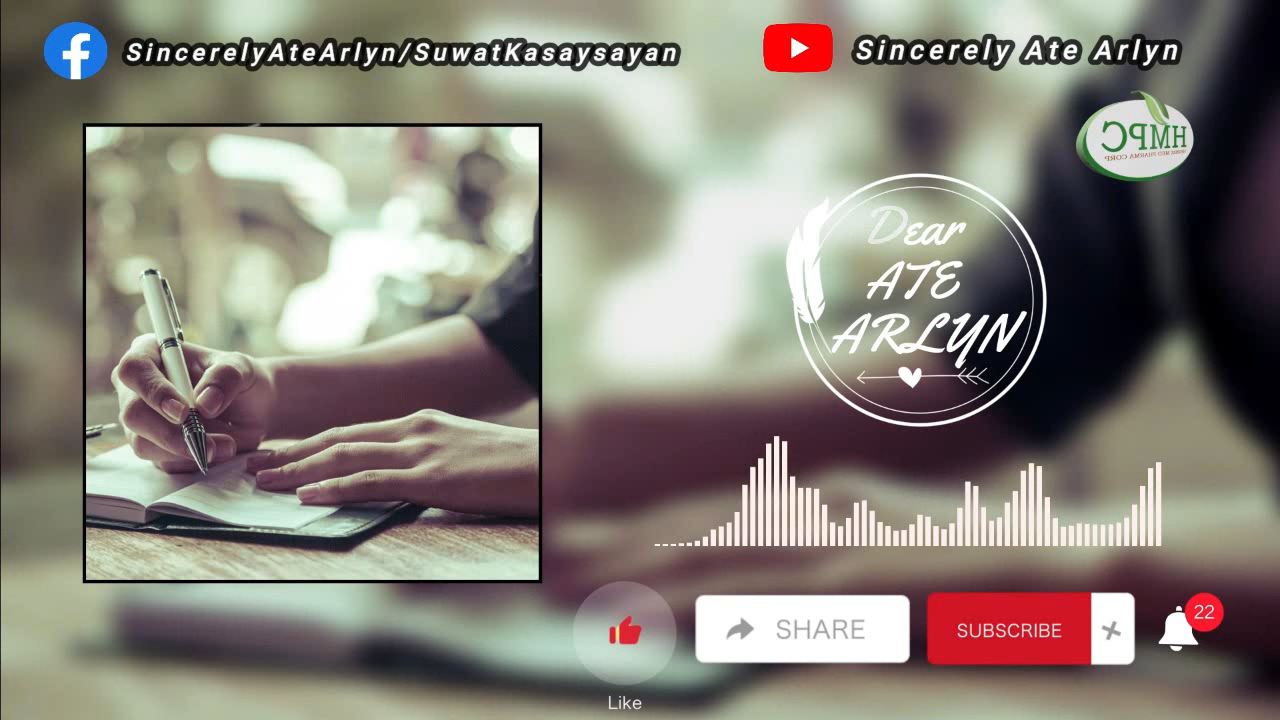 SincerelyAteArlyn/SuwatKasaysayan
Sincerely Ate Arlyn
HMPC
Dear
ATE
ARLYN
SHARE
SUBSCRIBE
22
Like